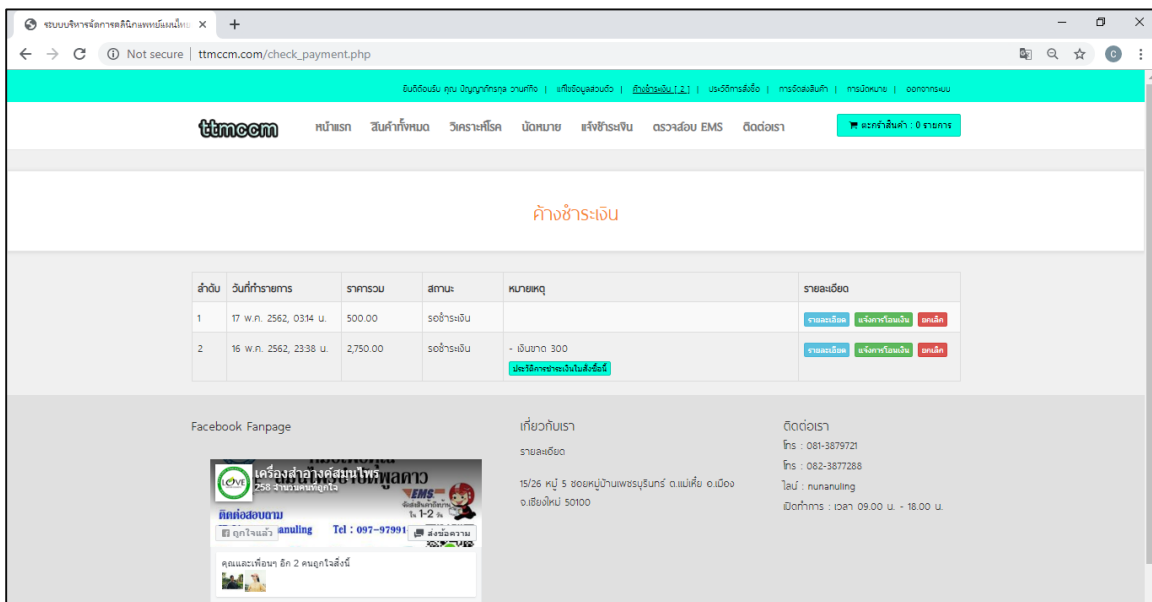 ระบบบริหารจัดการคลินิกแพทย์แผนไทย
Not secure | ttmccm.com/check_payment.php
C
ยินดีต้อนรับ คุณ ปัญญาภัทรกุล วานศักิจ | แก้ไขข้อมูลส่วนตัว | ค้างชำระเงิน [ 2 ] | ประวัติการสั่งซื้อ | การจัดส่งสินค้า | การนัดหมาย | ออกจากระบบ
ttmccm หน้าแรก สินค้าทั้งหมด วิเคราะห์โรค นัดหมาย แจ้งชำระเงิน ตรวจสอบ EMS ติดต่อเรา ตะกร้าสินค้า : 0 รายการ
ค้างชำระเงิน
ลำดับ วันที่ทำรายการ ราคารวม สถานะ หมายเหตุ รายละเอียด
1 17 พ.ค. 2562, 03:14 น. 500.00 รอชำระเงิน รายละเอียด แจ้งการโอนเงิน ยกเลิก
2 16 พ.ค. 2562, 23:38 น. 2,750.00 รอชำระเงิน - เงินขาด 300 รายละเอียด แจ้งการโอนเงิน ยกเลิก
ประวัติการชำระเงินใบสั่งซื้อนี้
Facebook Fanpage
LOVE
เครื่องสำอางค์สมุนไพร
258 จำนวนคนที่ถูกใจ
EMS
1-2
ติดต่อสอบถาม
ถูกใจแล้ว
anuling
Tel : 097-97991
ส่งข้อความ
คุณและเพื่อนๆ อีก 2 คนถูกใจสิ่งนี้
เกี่ยวกับเรา
รายละเอียด
15/26 หมู่ 5 ซอยหมู่บ้านเพชรบุรินทร์ ต.แม่เหี้ย อ.เมือง
จ.เชียงใหม่ 50100
ติดต่อเรา
โทร : 081-3879721
โทร : 082-3877288
ไลน์ : nunanuling
เปิดทำการ : เวลา 09.00 น. - 18.00 น.